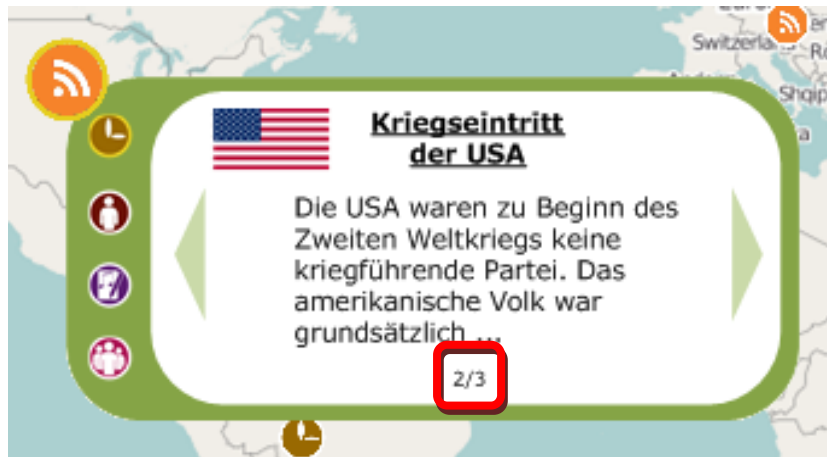 Switzerla
Shqip
Kriegseintritt
der USA
Die USA waren zu Beginn des
Zweiten Weltkriegs keine
kriegführende Partei. Das
amerikanische Volk war
grundsätzlich ...
2/3